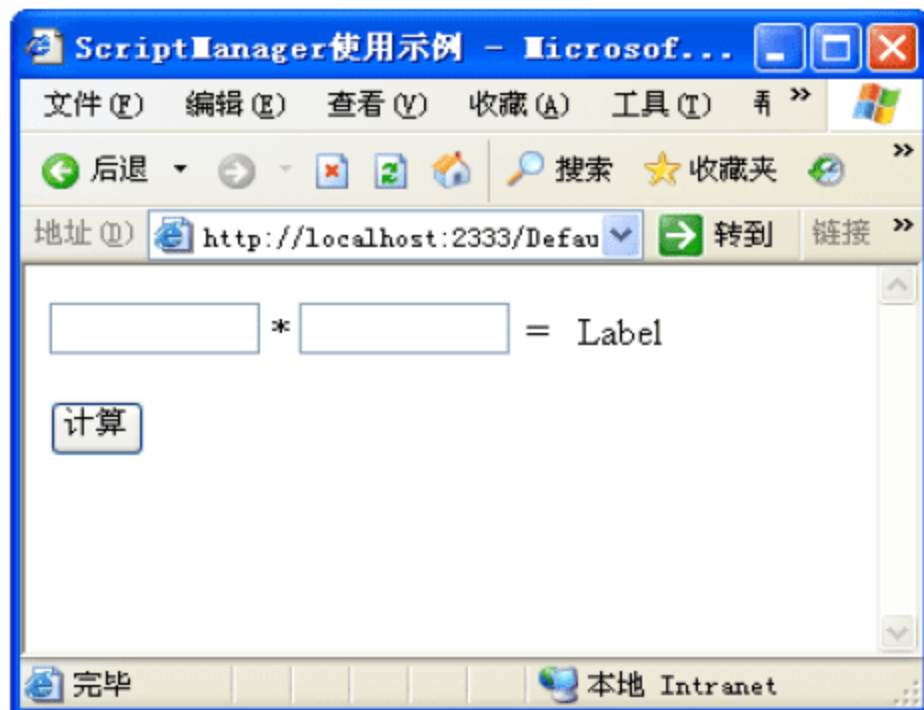 ScriptManager使用示例 - Microsof...
文件(F) 编辑(E) 查看(V) 收藏(A) 工具(T) »
后退 搜索 收藏夹 »
地址(D) http://localhost:2333/Defau 转到 链接 »
* = Label
计算
完毕 本地 Intranet